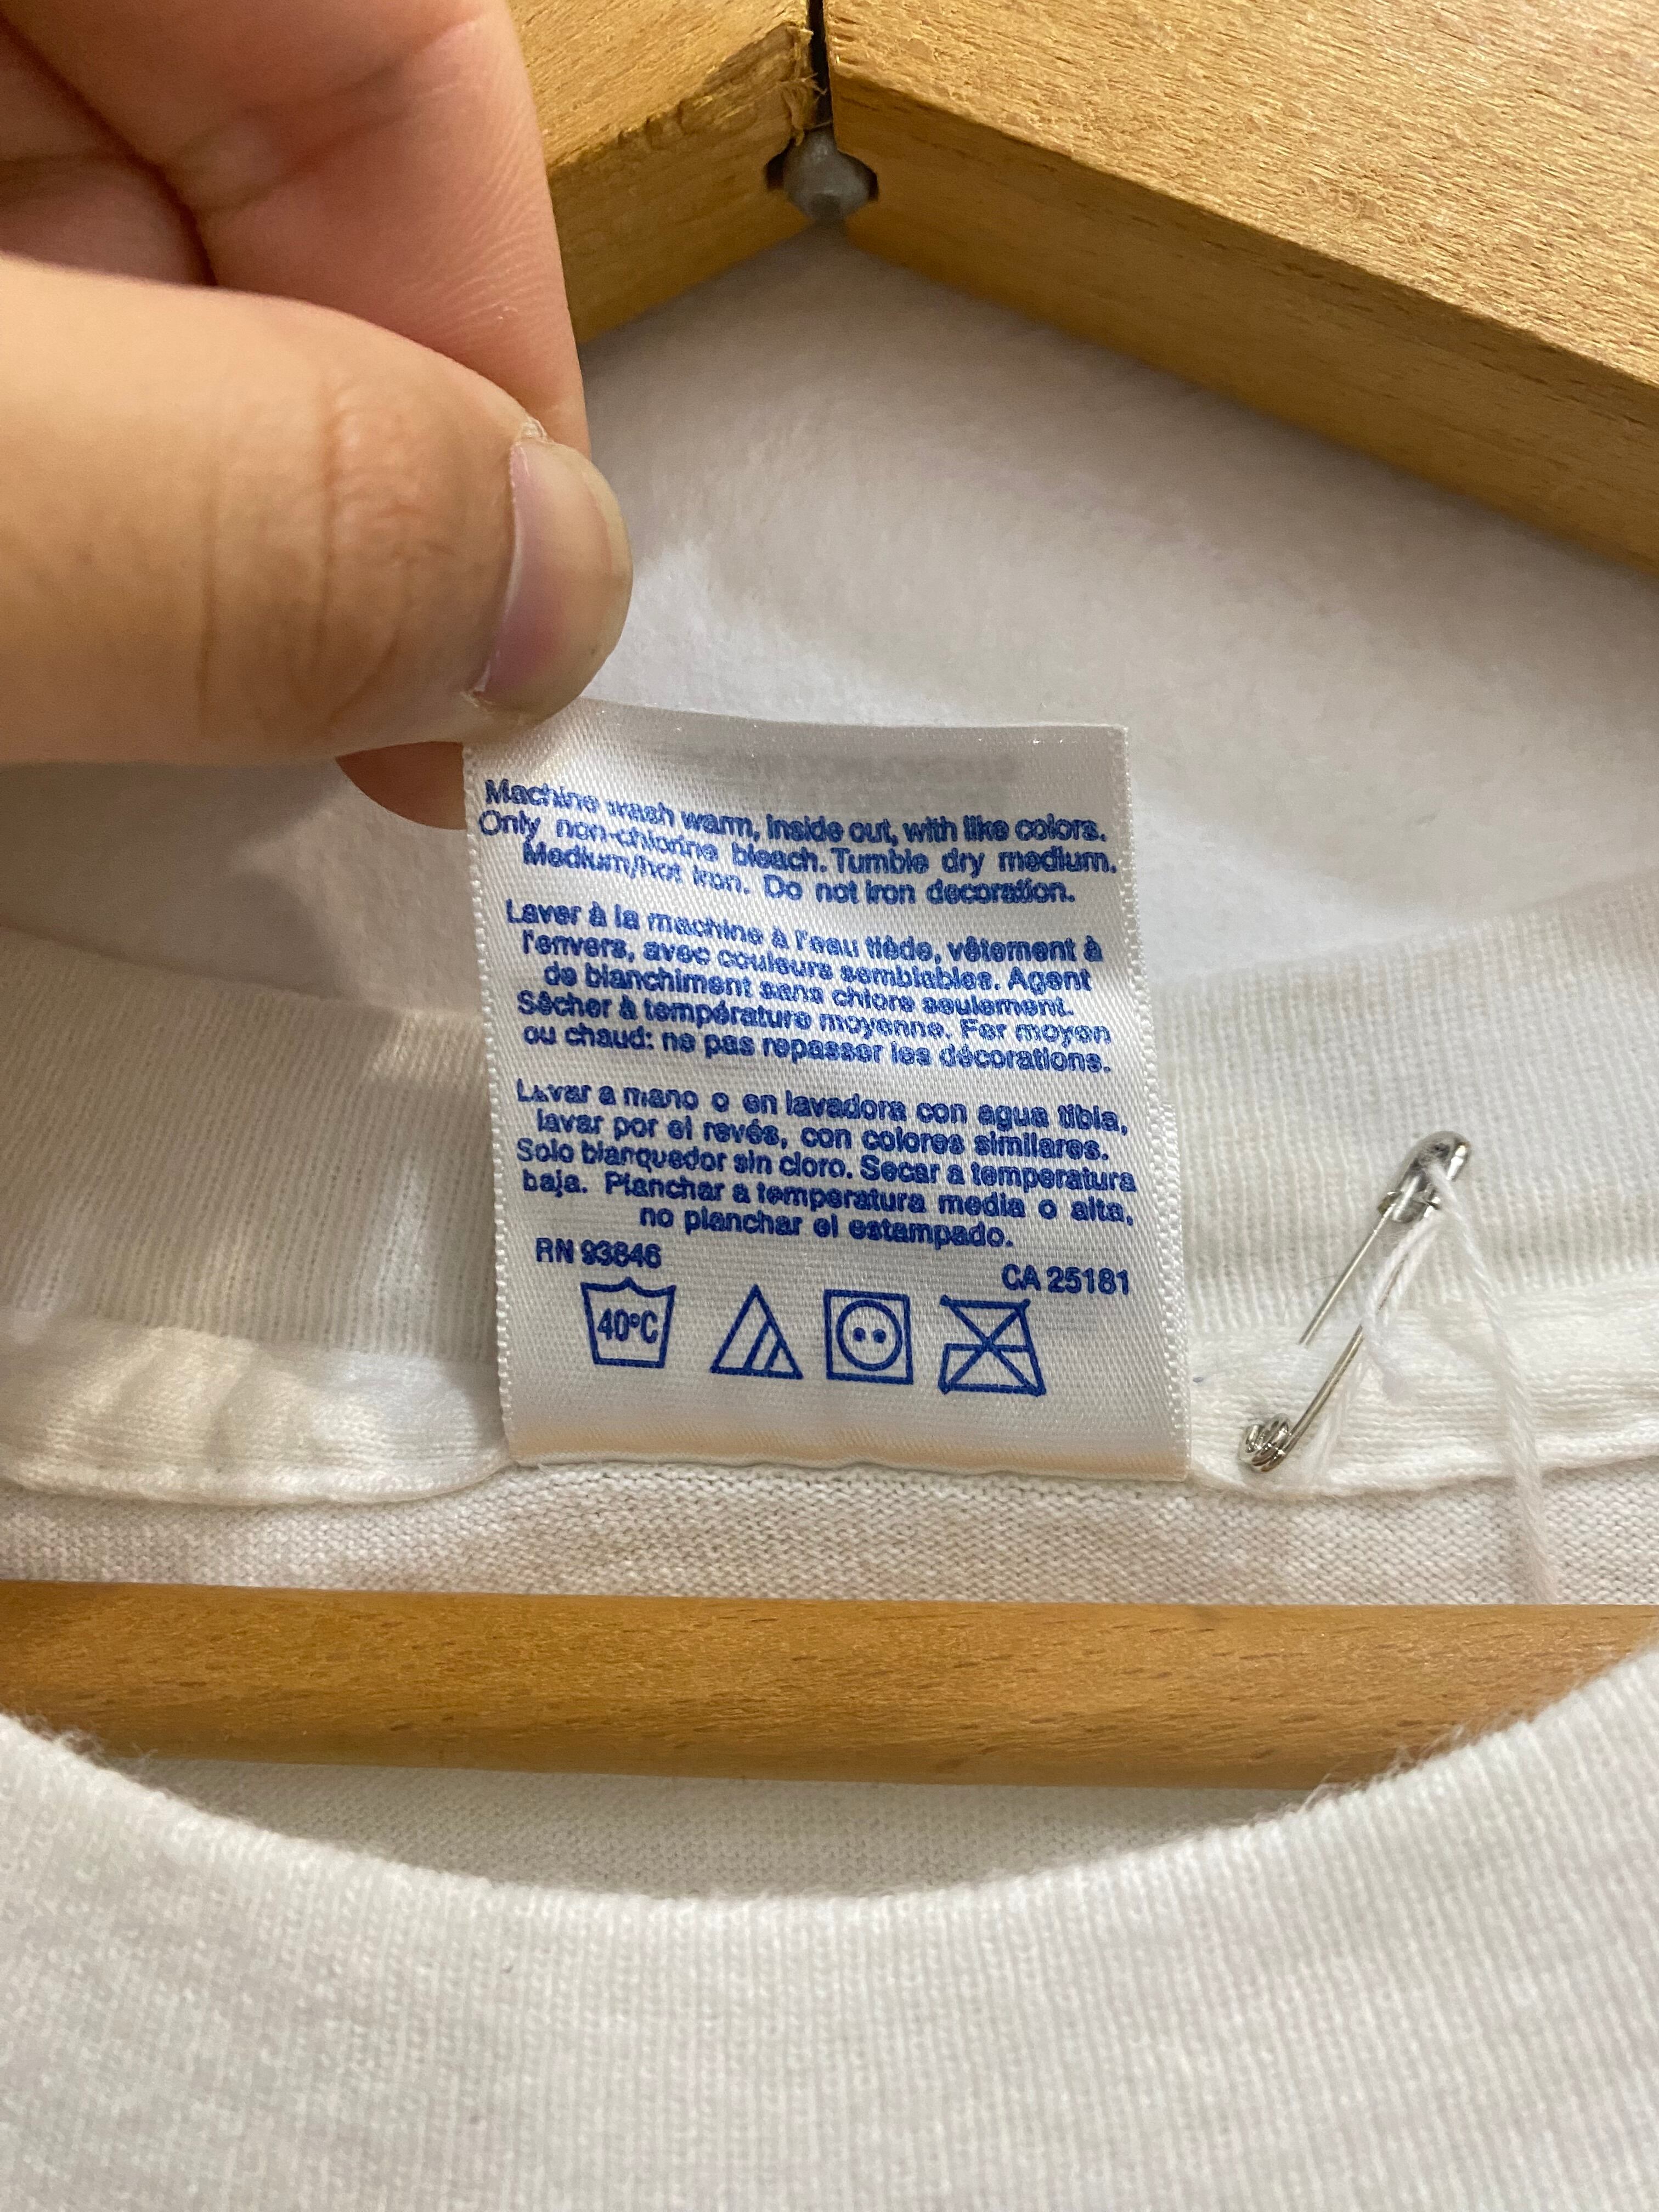 Machine wash warm, inside out, with like colors.
Only non-chlorine bleach. Tumble dry medium.
Medium/hot iron. Do not iron decoration.
Laver à la machine à l'eau tiède, vêtement à
l'envers, avec couleurs semblables. Agent
de blanchiment sans chlore seulement.
Sécher à température moyenne. Fer moyen
ou chaud: ne pas repasser les décorations.
Lavar a mano o en lavadora con agua tibia,
lavar por el revés, con colores similares.
Solo blanquedor sin cloro. Secar a temperatura
baja. Planchar a temperatura media o alta,
no planchar el estampado.
RN 93846
CA 25181
40°C